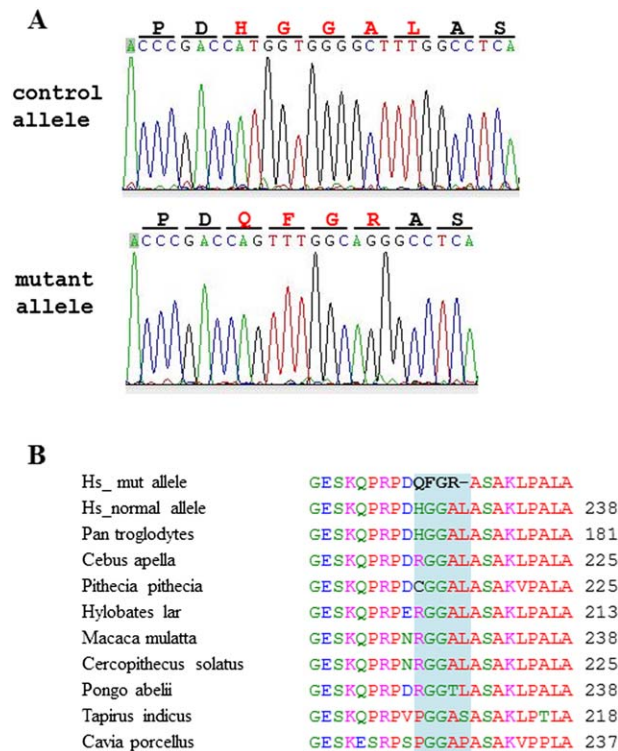 A
P D H G G A L A S
ACCCGACCATGGTGGGGCTTTGGCCTCA
control
allele
P D Q F G R A S
ACCCGACCAGTTTGGCAGGGCCTCA
mutant
allele
B
Hs_ mut allele GESKQPRPDQFGR-ASAKLPALA
Hs_normal allele GESKQPRPDHGGALASAKLPALA 238
Pan troglodytes GESKQPRPDHGGALASAKLPALA 181
Cebus apella GESKQPRPDRGGALASAKLPALA 225
Pithecia pithecia GESKQPRPDCGGALASAKVPALA 225
Hylobates lar GESKQPRPERGGALASAKLPALA 213
Macaca mulatta GESKQPRPNRGGALASAKLPALA 238
Cercopithecus solatus GESKQPRPNRGGALASAKLPALA 225
Pongo abelii GESKQPRPDRGGTLASAKLPALA 238
Tapirus indicus GESKQPRPVPGGASASAKLPTLA 218
Cavia porcellus GESKESRPSPGGAPASAKVPPLA 237